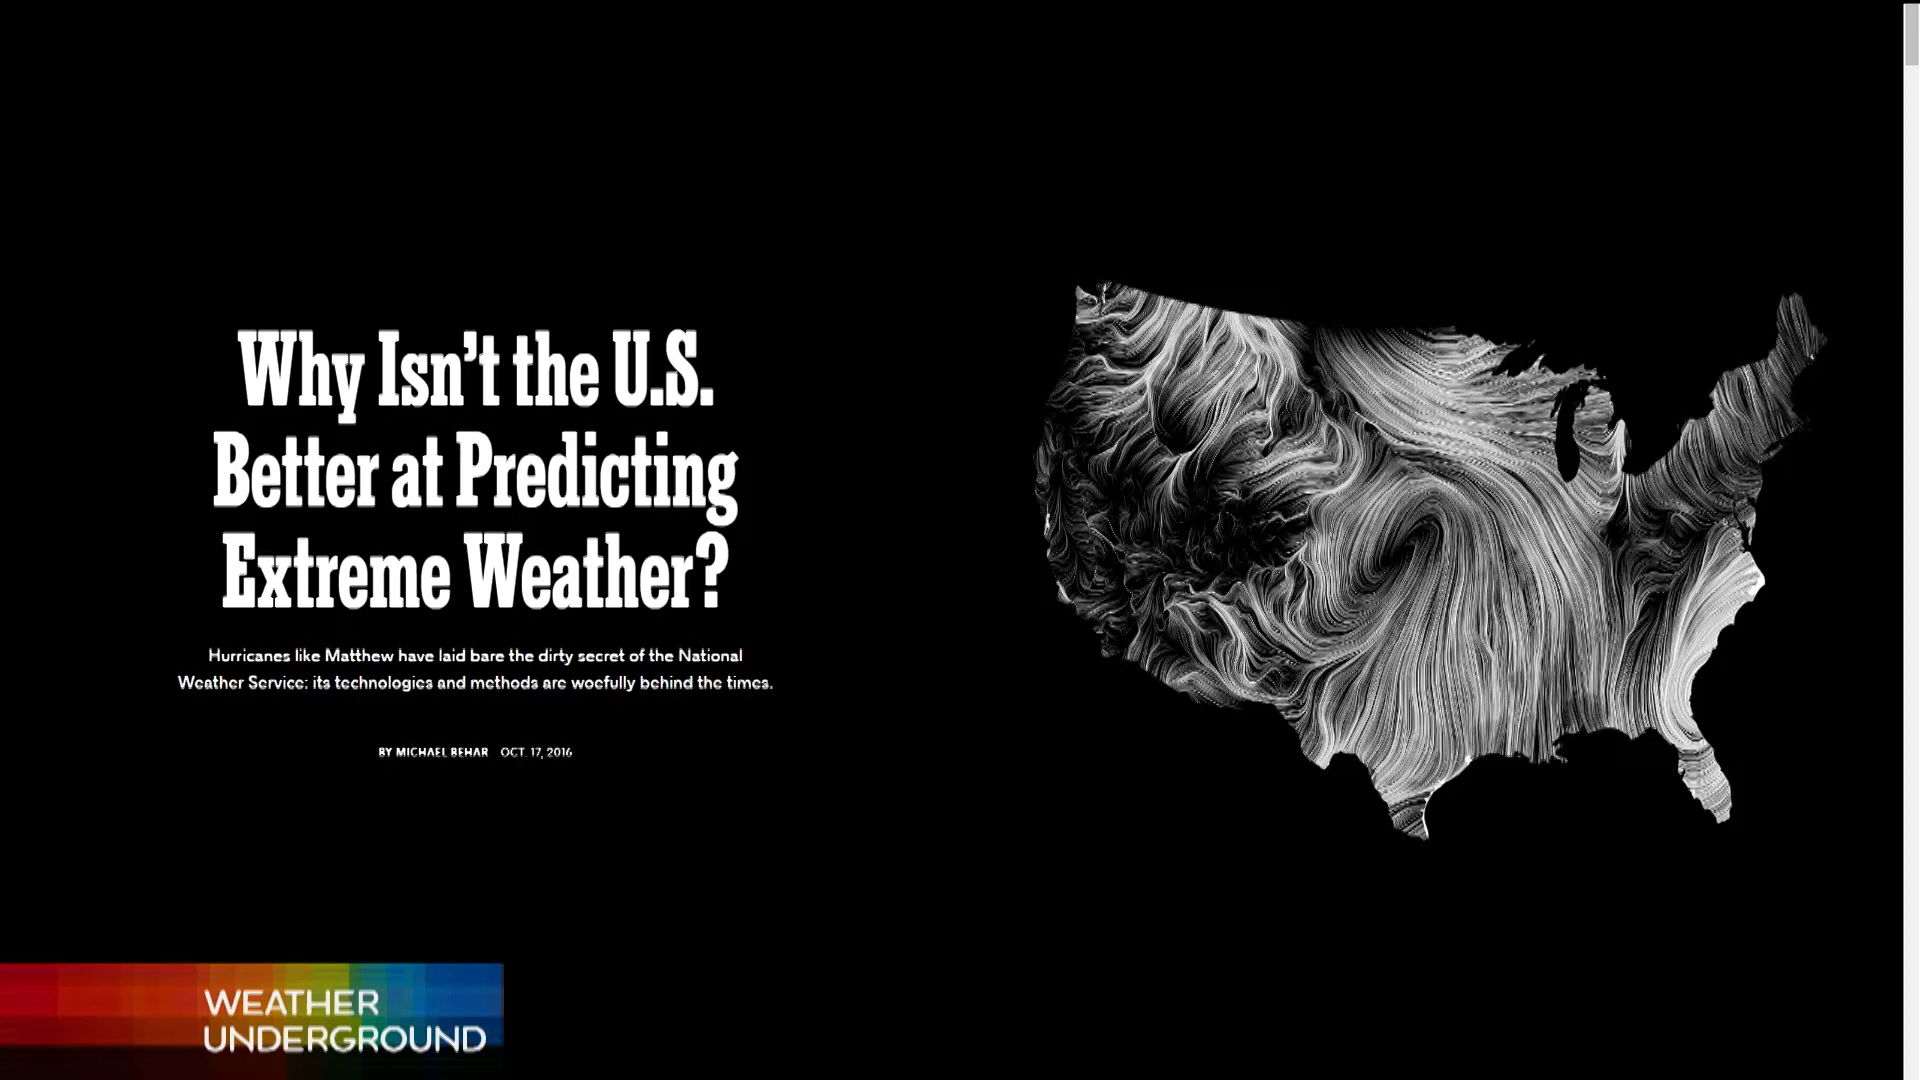 Why Isn't the U.S.
Better at Predicting
Extreme Weather?
Hurricanes like Matthew have laid bare the dirty secret of the National
Weather Service: its technologies and methods are woefully behind the times.
BY MICHAEL BEHAR OCT. 17, 2016
WEATHER
UNDERGROUND